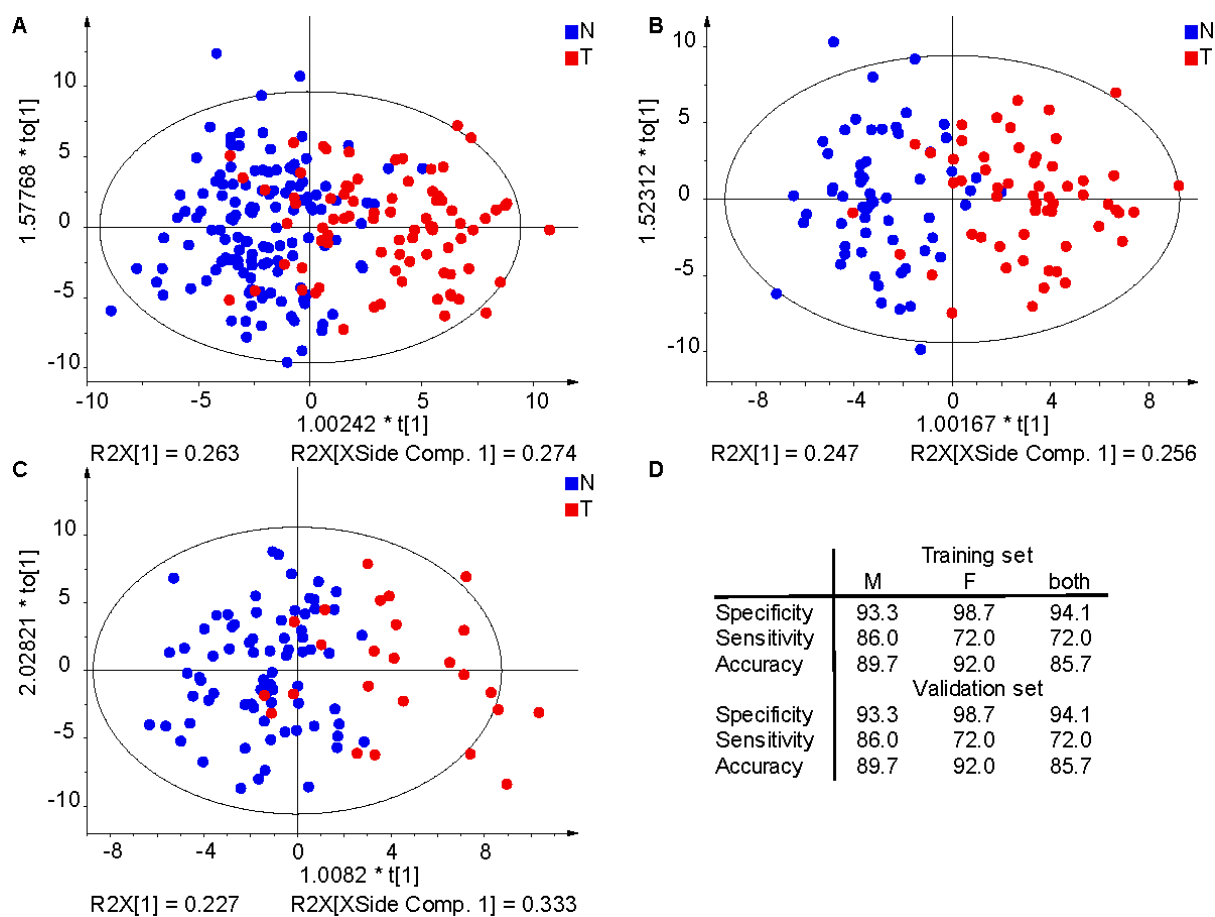 A
N
T
10
5
0
-5
-10
1.57768 * to[1]
-10 -5 0 5 10
1.00242 * t[1]
R2X[1] = 0.263 R2X[XSide Comp. 1] = 0.274
B
N
T
10
5
0
-5
-10
1.52312 * to[1]
-8 -4 0 4 8
1.00167 * t[1]
R2X[1] = 0.247 R2X[XSide Comp. 1] = 0.256
C
N
T
10
5
0
-5
-10
2.02821 * to[1]
-8 -4 0 4 8
1.0082 * t[1]
R2X[1] = 0.227 R2X[XSide Comp. 1] = 0.333
D
Training set
M F both
Specificity 93.3 98.7 94.1
Sensitivity 86.0 72.0 72.0
Accuracy 89.7 92.0 85.7
Validation set
Specificity 93.3 98.7 94.1
Sensitivity 86.0 72.0 72.0
Accuracy 89.7 92.0 85.7